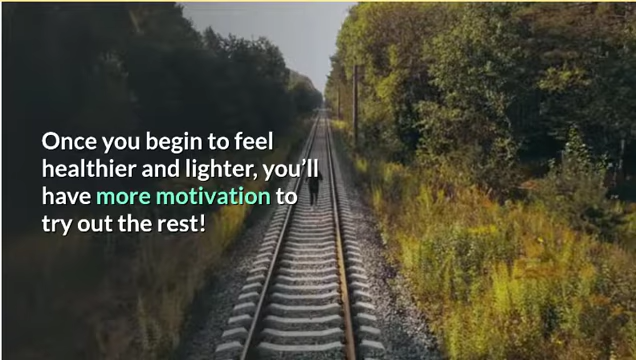 Once you begin to feel
healthier and lighter, you'll
have more motivation to
try out the rest!